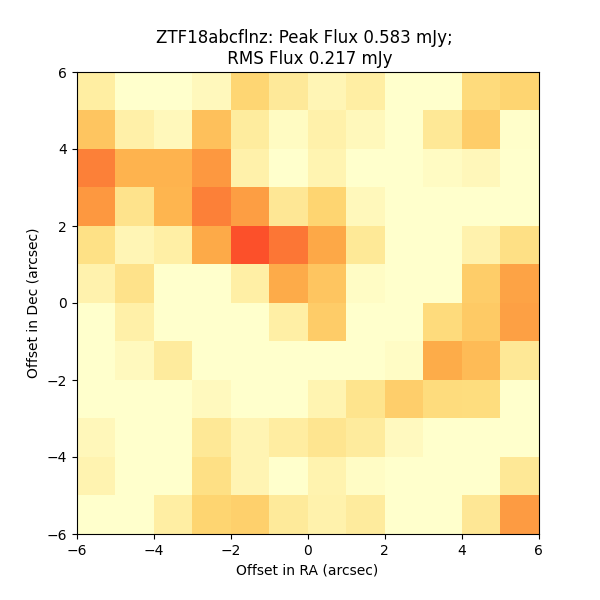 ZTF18abcflnz: Peak Flux 0.583 mJy;
RMS Flux 0.217 mJy
6
4
2
0
−2
−4
−6
Offset in Dec (arcsec)
−6 −4 −2 0 2 4 6
Offset in RA (arcsec)